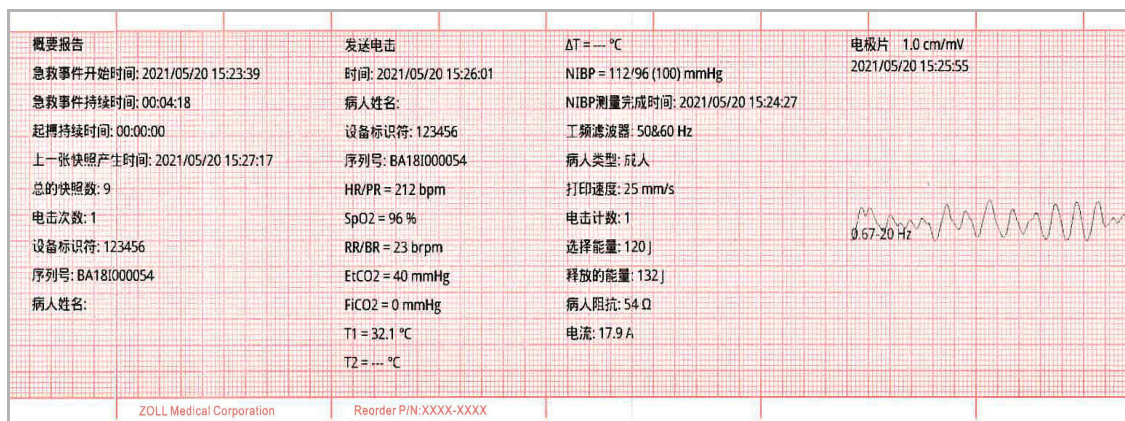 概要报告
急救事件开始时间: 2021/05/20 15:23:39
急救事件持续时间: 00:04:18
起搏持续时间: 00:00:00
上一张快照产生时间: 2021/05/20 15:27:17
总的快照数: 9
电击次数: 1
设备标识符: 123456
序列号: BA18I000054
病人姓名:
发送电击
时间: 2021/05/20 15:26:01
病人姓名:
设备标识符: 123456
序列号: BA18I000054
HR/PR = 212 bpm
SpO2 = 96 %
RR/BR = 23 brpm
EtCO2 = 40 mmHg
FiCO2 = 0 mmHg
T1 = 32.1 °C
T2 = --- °C
ΔT = --- °C
NIBP = 112/96 (100) mmHg
NIBP测量完成时间: 2021/05/20 15:24:27
工频滤波器: 50&60 Hz
病人类型: 成人
打印速度: 25 mm/s
电击计数: 1
选择能量: 120 J
释放的能量: 132 J
病人阻抗: 54 Ω
电流: 17.9 A
电极片 1.0 cm/mV
2021/05/20 15:25:55
0.67-20 Hz
ZOLL Medical Corporation
Reorder P/N:XXXX-XXXX